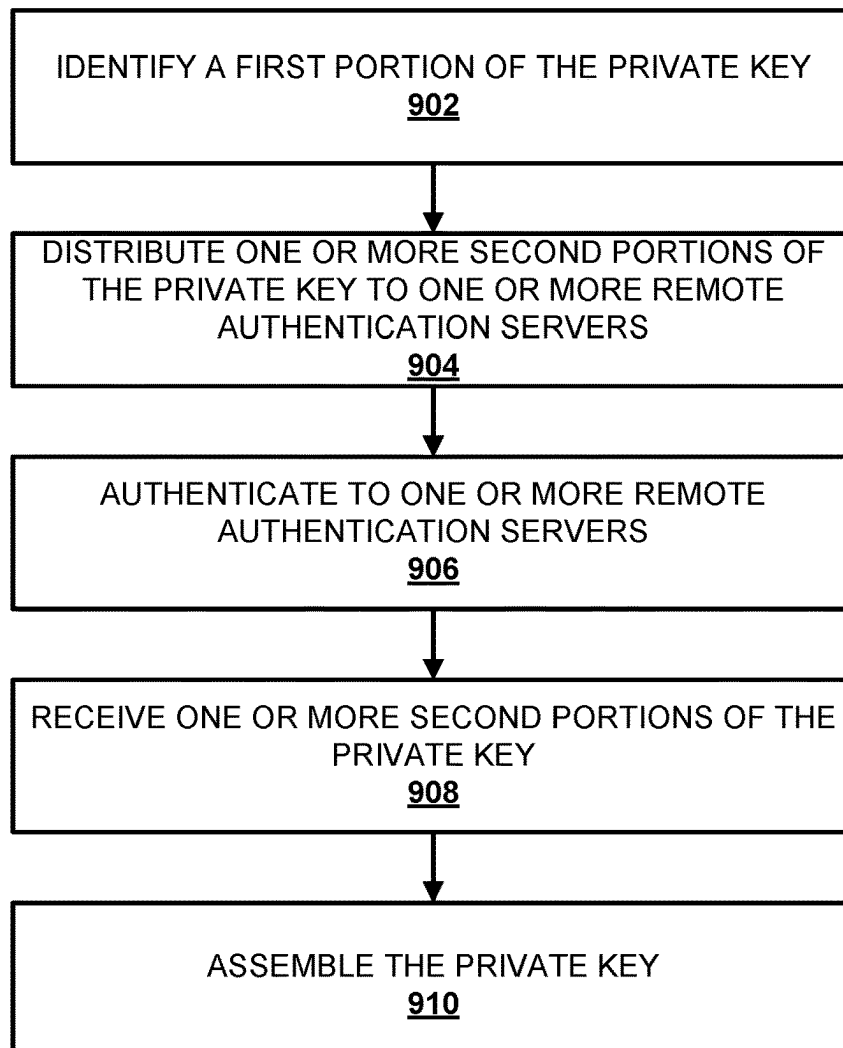 IDENTIFY A FIRST PORTION OF THE PRIVATE KEY
902
DISTRIBUTE ONE OR MORE SECOND PORTIONS OF
THE PRIVATE KEY TO ONE OR MORE REMOTE
AUTHENTICATION SERVERS
904
AUTHENTICATE TO ONE OR MORE REMOTE
AUTHENTICATION SERVERS
906
RECEIVE ONE OR MORE SECOND PORTIONS OF THE
PRIVATE KEY
908
ASSEMBLE THE PRIVATE KEY
910